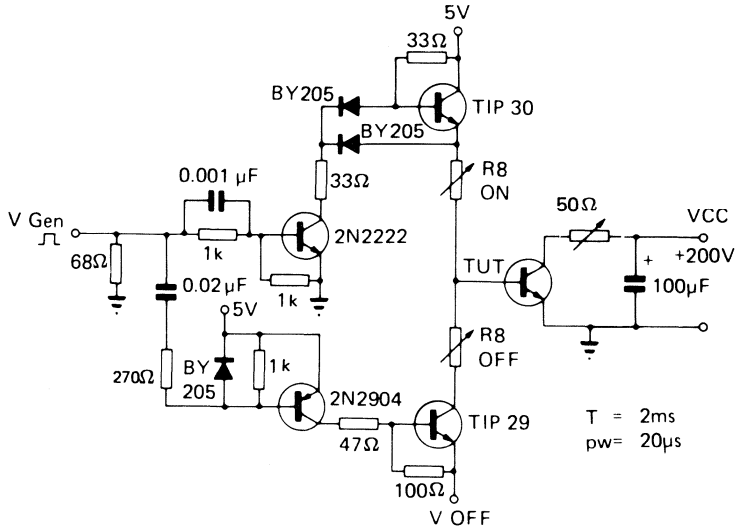 5V
33Ω
BY205
TIP 30
BY205
0.001 µF
33Ω
R8
ON
V Gen
2N2222
50Ω
VCC
68Ω
1k
+
+200V
TUT
0.02µF
1k
100µF
5V
R8
OFF
270Ω
BY
205
1k
2N2904
TIP 29
T = 2ms
47Ω
pw= 20µs
100Ω
V OFF